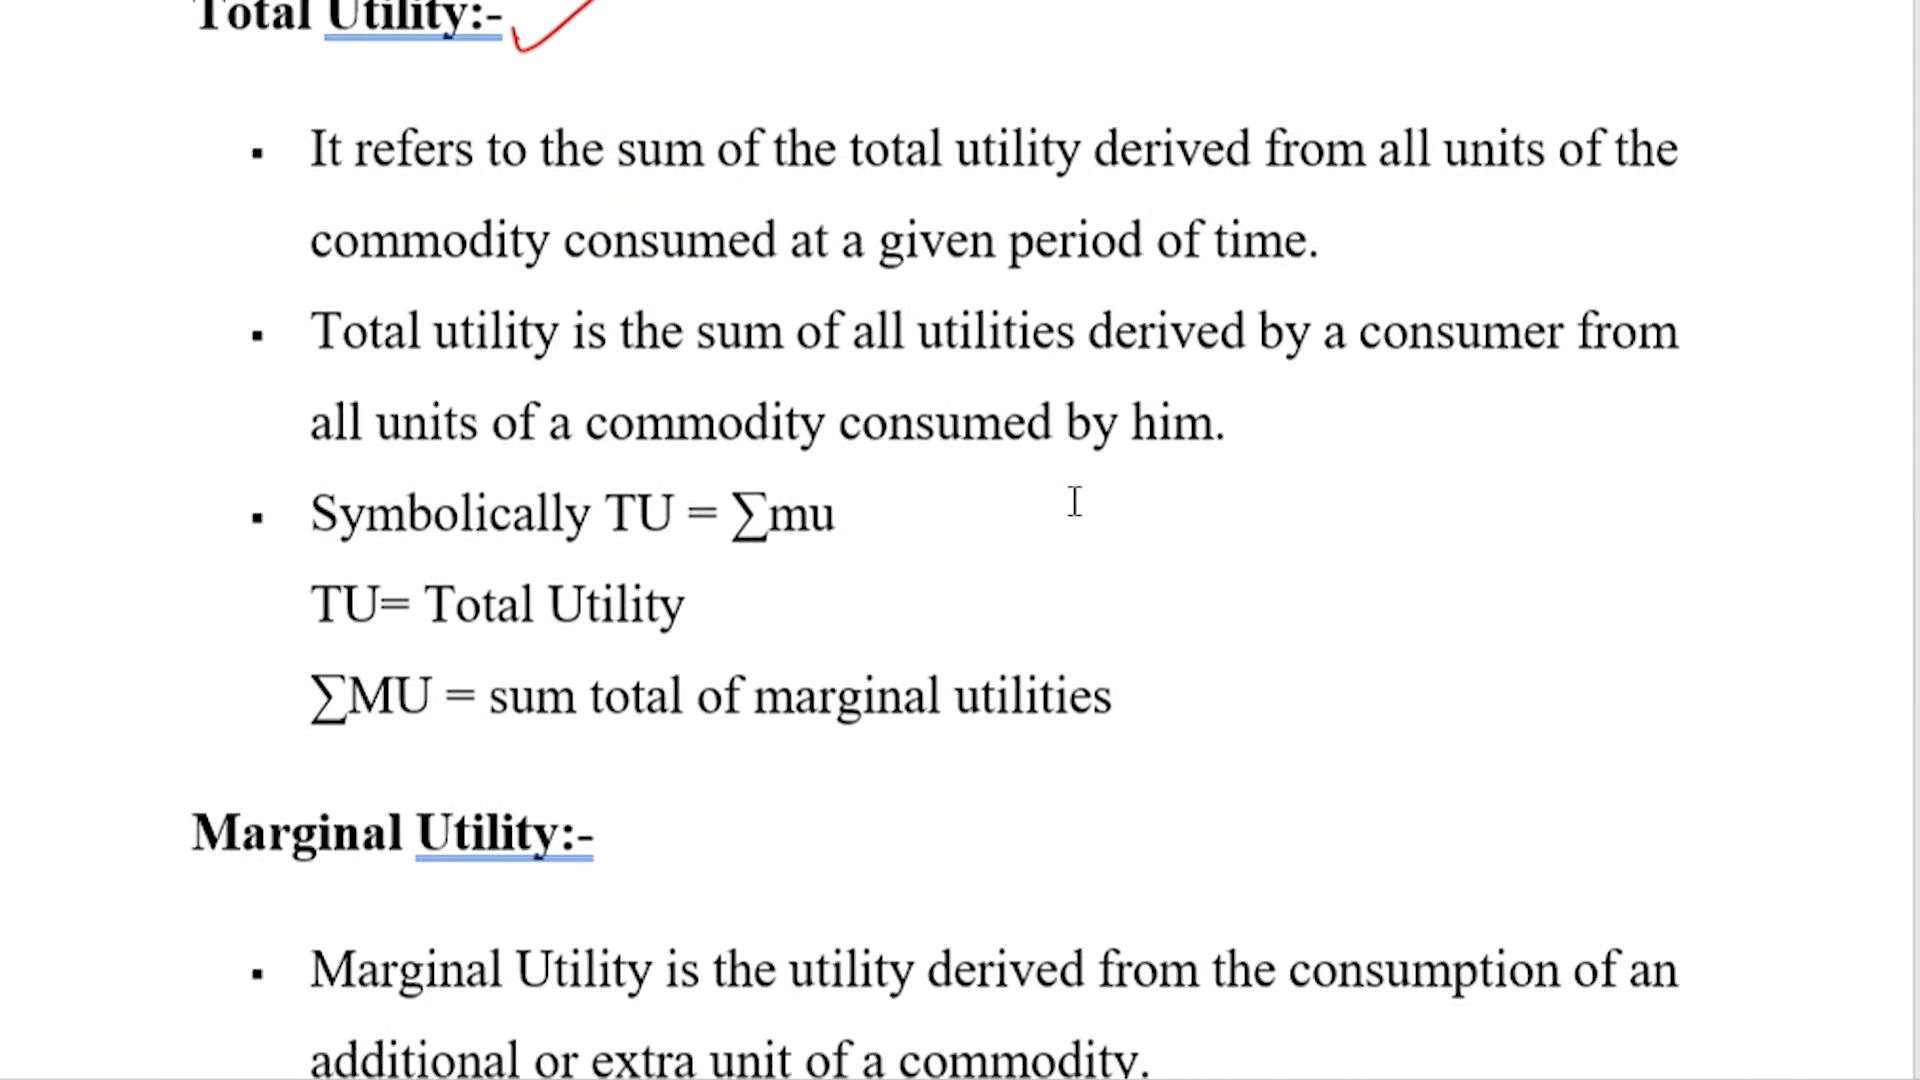 Total Utility:-
▪ It refers to the sum of the total utility derived from all units of the
commodity consumed at a given period of time.
▪ Total utility is the sum of all utilities derived by a consumer from
all units of a commodity consumed by him.
▪ Symbolically TU = ∑mu
TU= Total Utility
∑MU = sum total of marginal utilities
Marginal Utility:-
▪ Marginal Utility is the utility derived from the consumption of an
additional or extra unit of a commodity.